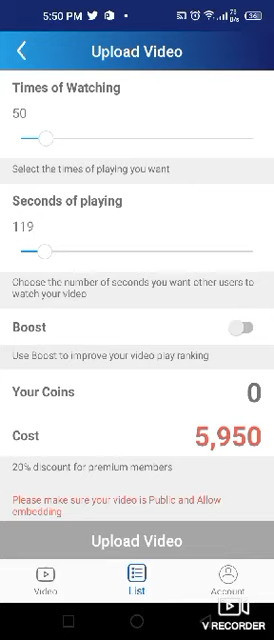 5:50 PM
Upload Video
Times of Watching
50
Select the times of playing you want
Seconds of playing
119
Choose the number of seconds you want other users to
watch your video
Boost
Use Boost to improve your video play ranking
Your Coins 0
Cost 5,950
20% discount for premium members
Please make sure your video is Public and Allow
embedding
Upload Video
Video List Account
V RECORDER